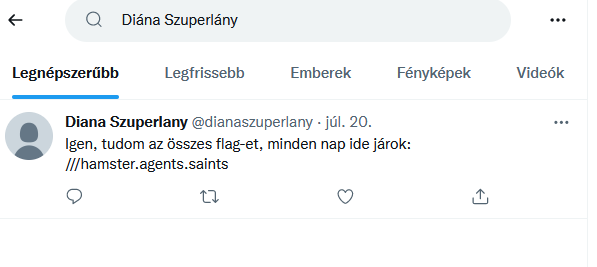 Diána Szuperlány
Legnépszerűbb Legfrissebb Emberek Fényképek Videók
Diana Szuperlany @dianaszuperlany · júl. 20.
Igen, tudom az összes flag-et, minden nap ide járok:
///hamster.agents.saints